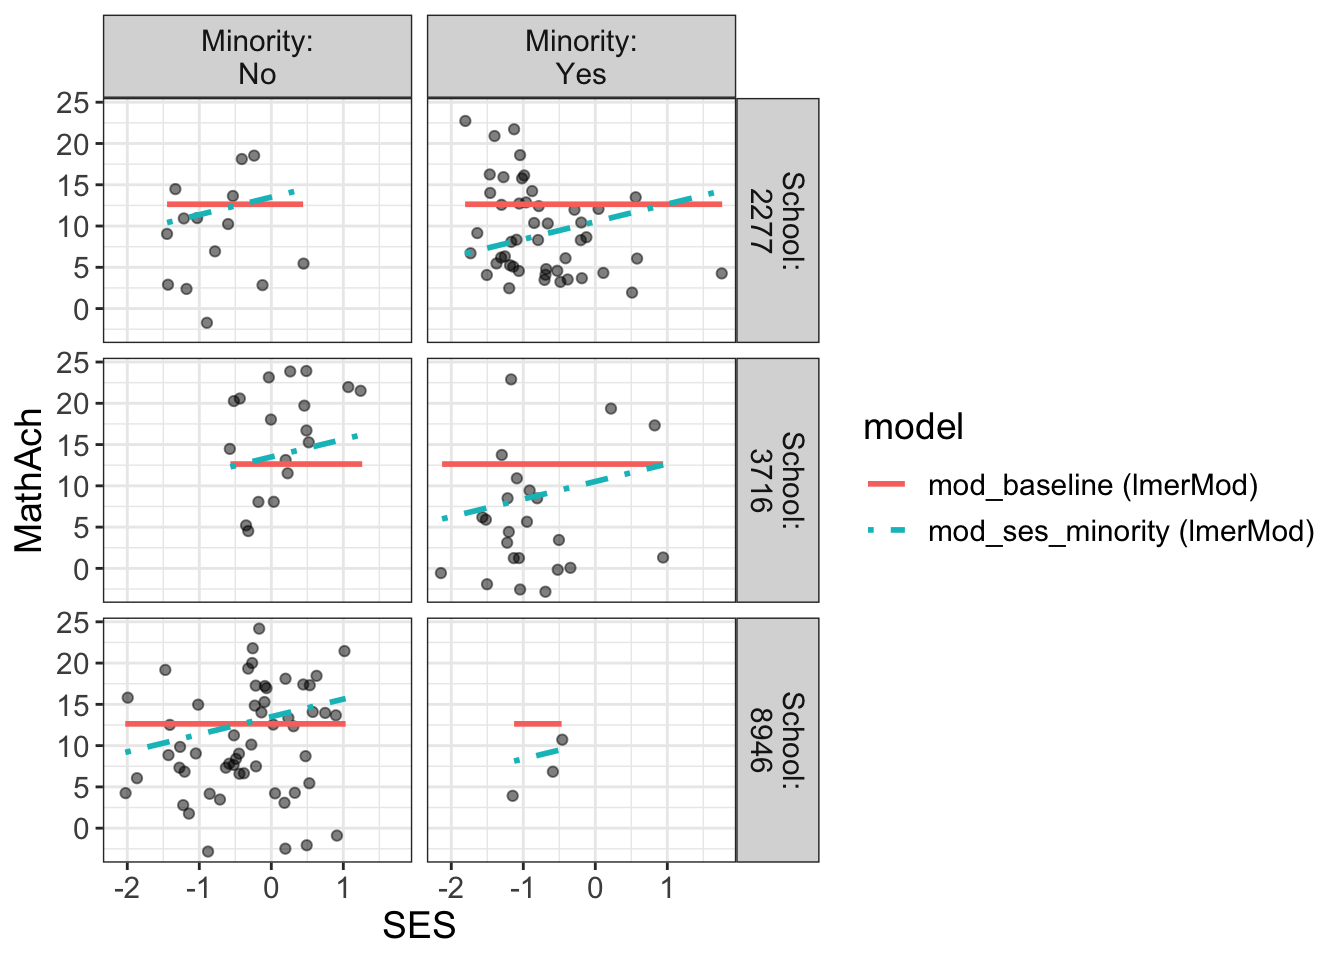 Minority:
No
Minority:
Yes
25
20
15
10
5
0
School:
2277
25
20
15
10
5
0
School:
3716
25
20
15
10
5
0
School:
8946
-2 -1 0 1
-2 -1 0 1
SES
MathAch
model
mod_baseline (lmerMod)
mod_ses_minority (lmerMod)